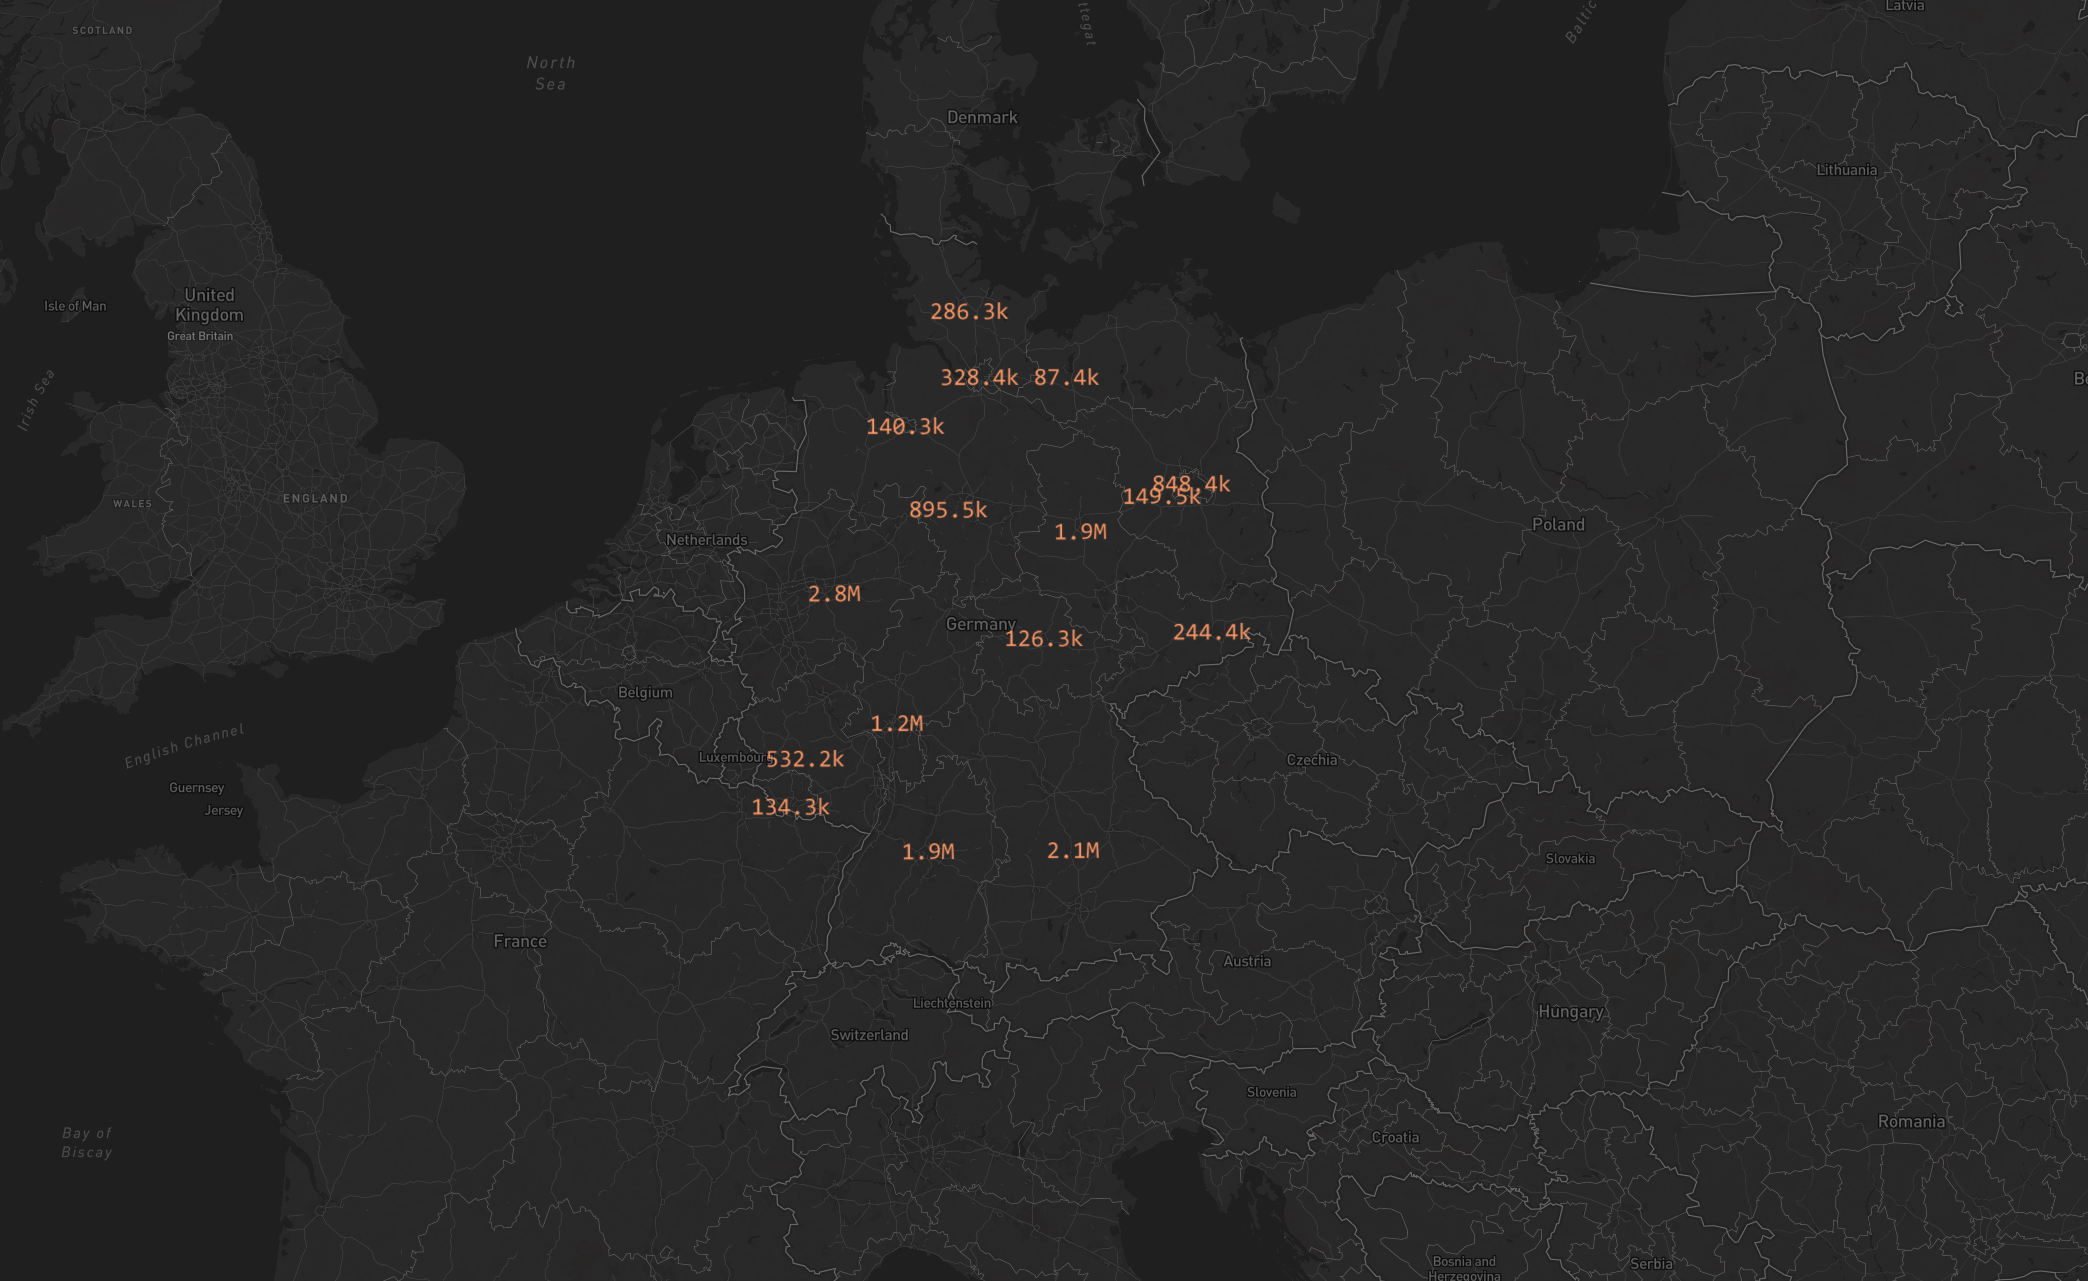 Latvia
SCOTLAND
North
Sea
ttegat
Baltic
Denmark
Lithuania
United
Kingdom
Great Britain
Isle of Man
286.3k
Irish Sea
328.4k
87.4k
Be
140.3k
848.4k
149.5k
WALES
ENGLAND
895.5k
1.9M
Poland
Netherlands
2.8M
Germany
126.3k
244.4k
Belgium
1.2M
English Channel
Luxembourg
532.2k
Czechia
Guernsey
Jersey
134.3k
1.9M
2.1M
Slovakia
France
Austria
Liechtenstein
Hungary
Switzerland
Slovenia
Romania
Bay of
Biscay
Croatia
Bosnia and
Herzegovina
Serbia